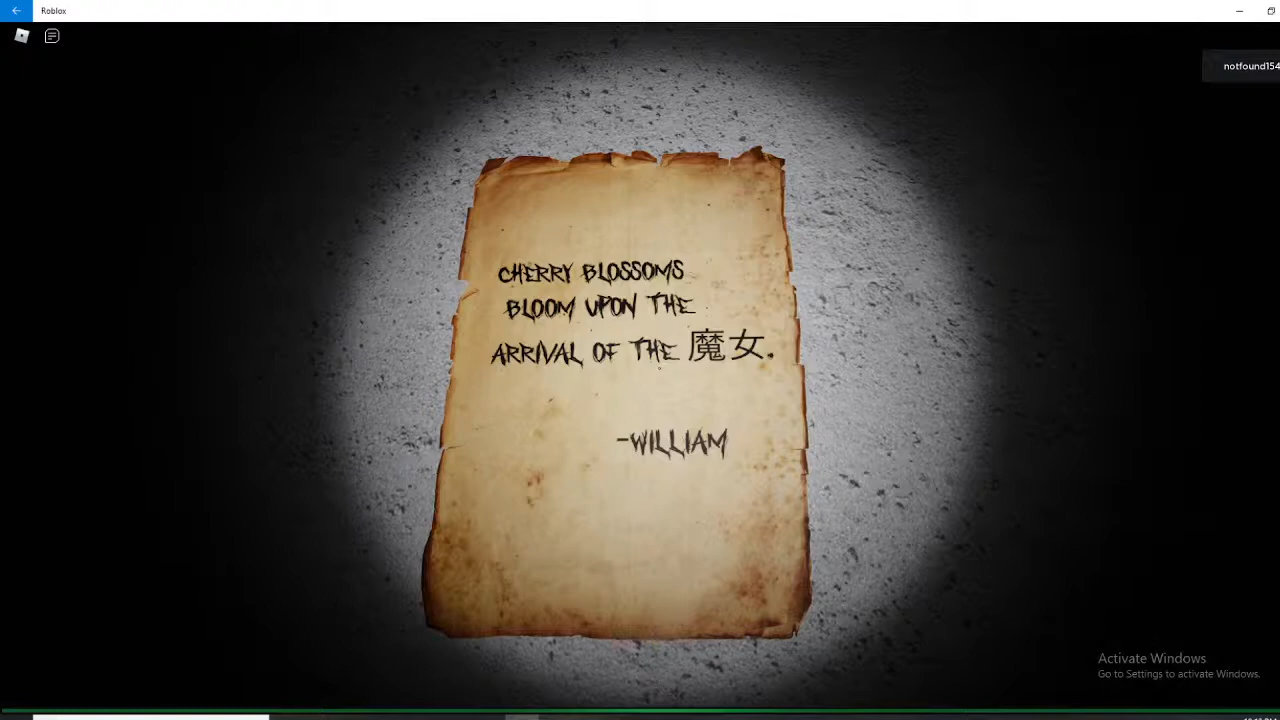 Roblox
notfound154
CHERRY BLOSSOMS
BLOOM UPON THE
ARRIVAL OF THE 魔女.
-WILLIAM
Activate Windows
Go to Settings to activate Windows.